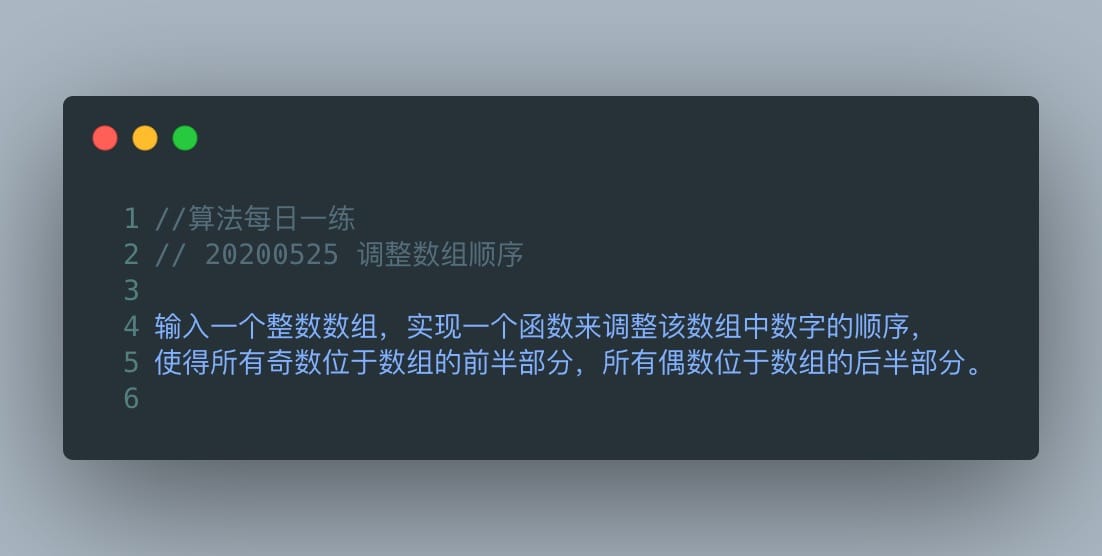 1 //算法每日一练
2 // 20200525 调整数组顺序
3
4 输入一个整数数组，实现一个函数来调整该数组中数字的顺序，
5 使得所有奇数位于数组的前半部分，所有偶数位于数组的后半部分。
6